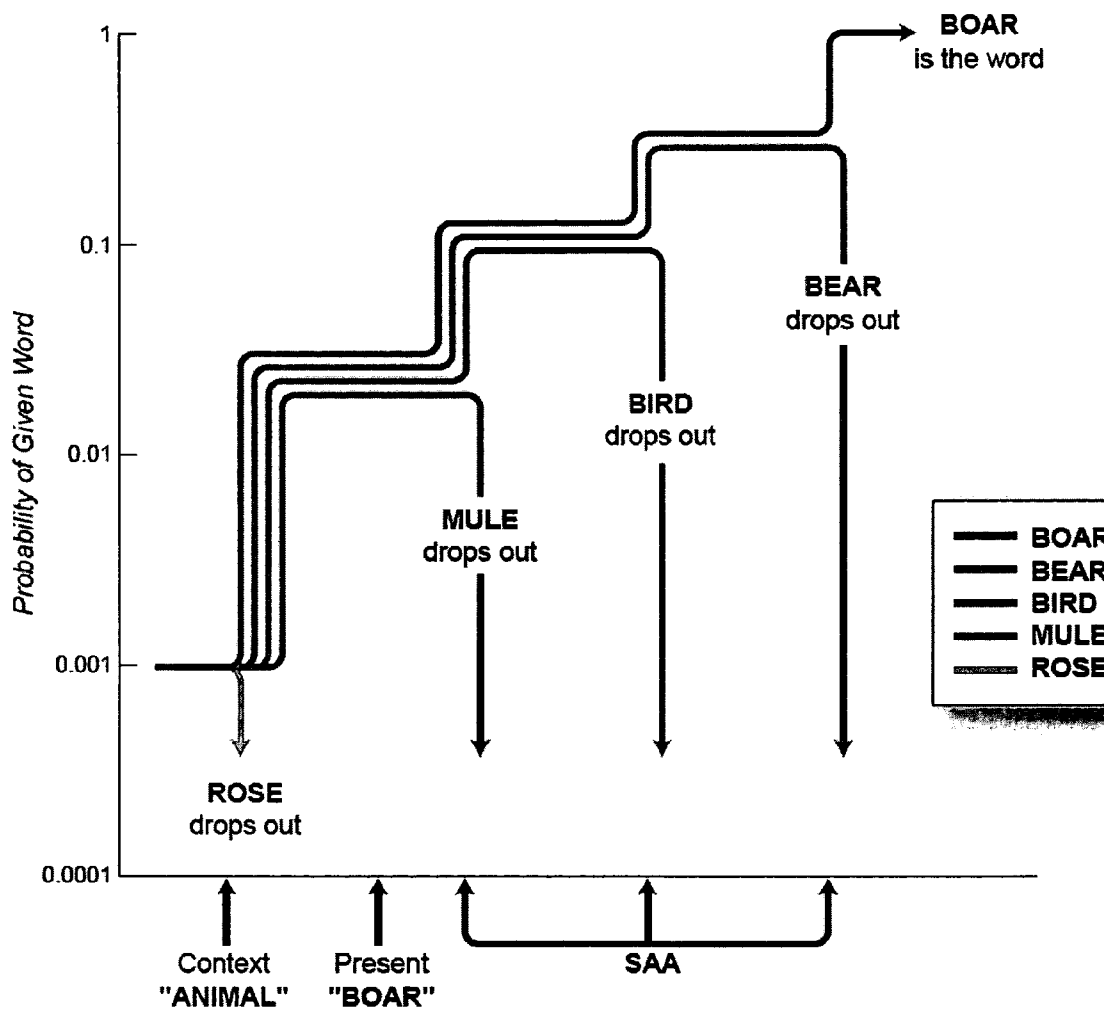 BOAR
is the word
1
0.1
0.01
0.001
0.0001
Probability of Given Word
BEAR
drops out
BIRD
drops out
MULE
drops out
ROSE
drops out
BOAR
BEAR
BIRD
MULE
ROSE
Context
"ANIMAL"
Present
"BOAR"
SAA